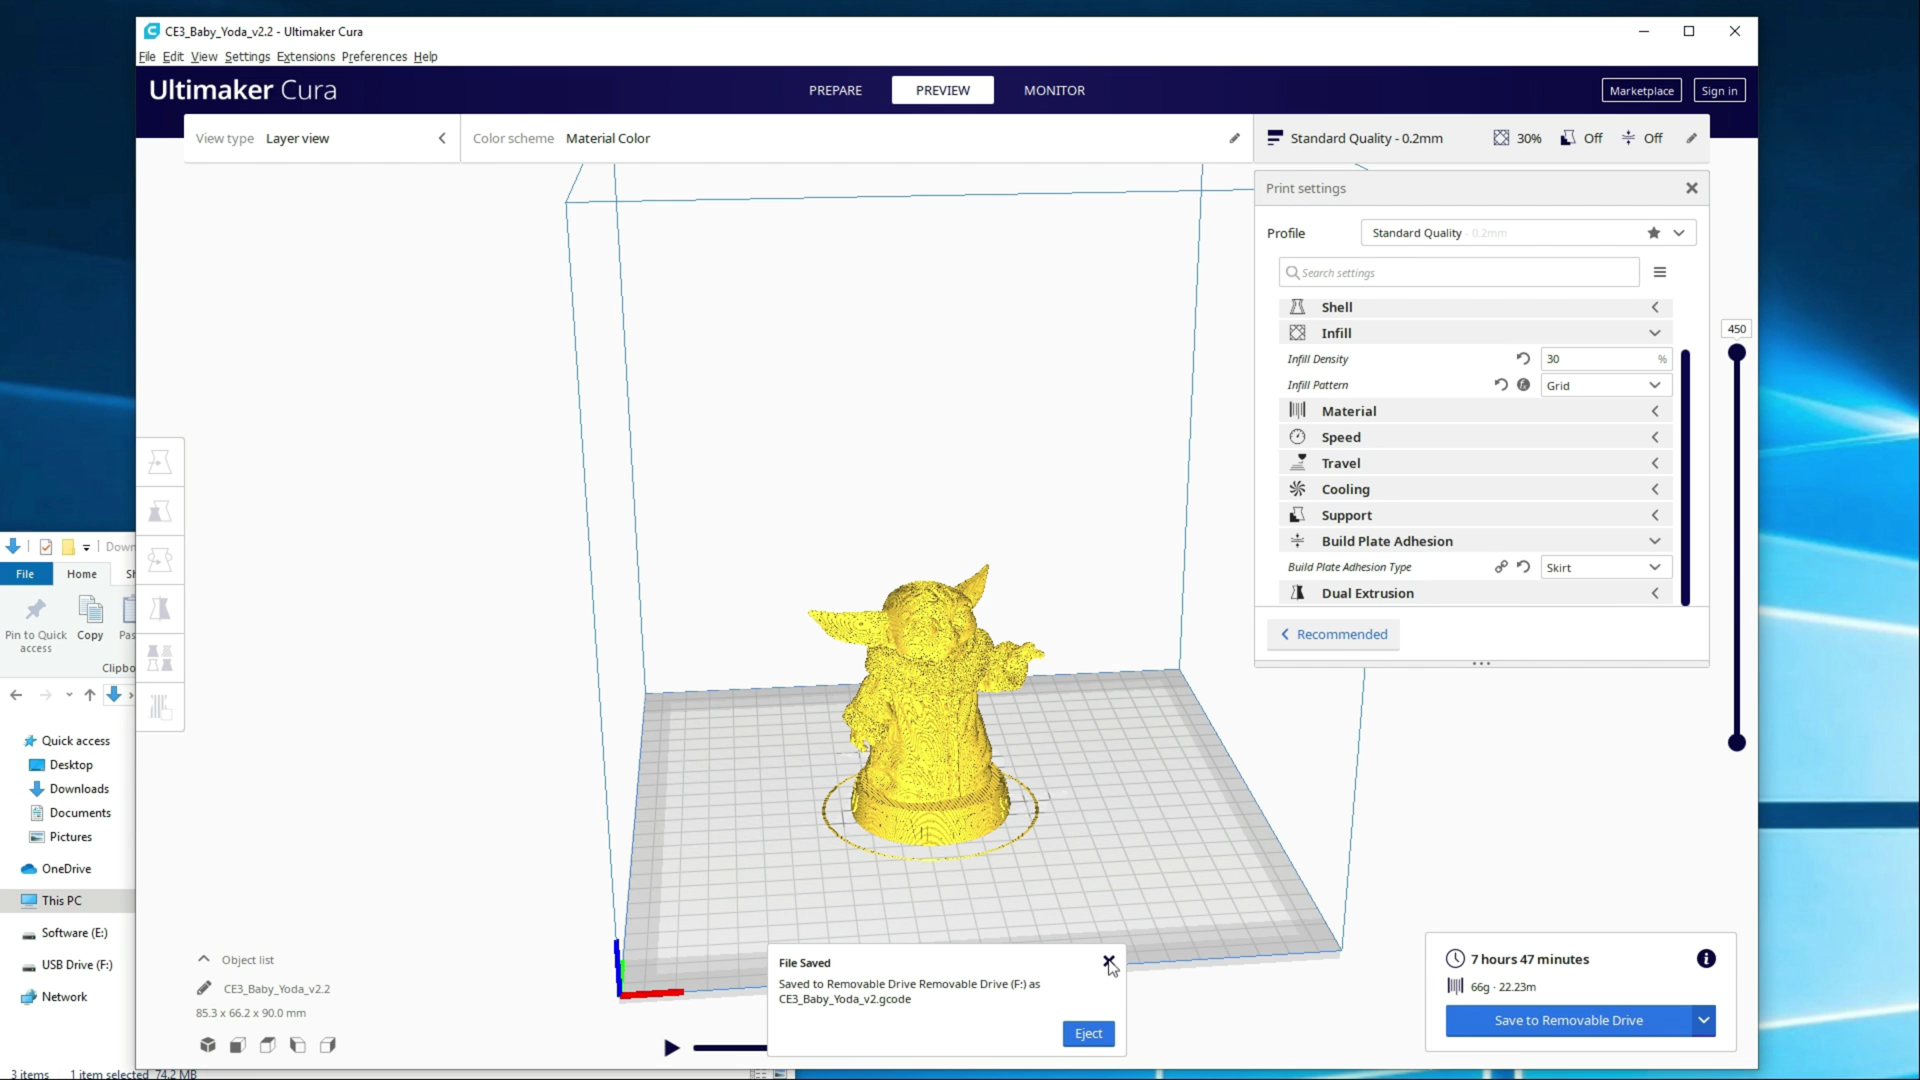 CE3_Baby_Yoda_v2.2 - Ultimaker Cura
File Edit View Settings Extensions Preferences Help
Ultimaker Cura
PREPARE PREVIEW MONITOR
Marketplace Sign in
View type Layer view
Color scheme Material Color
Standard Quality - 0.2mm 30% Off Off
Print settings
Profile Standard Quality - 0.2mm
Search settings
Shell
Infill
Infill Density 30 %
Infill Pattern Grid
Material
Speed
Travel
Cooling
Support
Build Plate Adhesion
Build Plate Adhesion Type Skirt
Dual Extrusion
Recommended
450
File Home
Pin to Quick access
Copy
Quick access
Desktop
Downloads
Documents
Pictures
OneDrive
This PC
Software (E:)
USB Drive (F:)
Network
3 items 1 item selected 74.2 MB
Object list
CE3_Baby_Yoda_v2.2
85.3 x 66.2 x 90.0 mm
File Saved
Saved to Removable Drive Removable Drive (F:) as
CE3_Baby_Yoda_v2.gcode
Eject
7 hours 47 minutes
66g · 22.23m
Save to Removable Drive